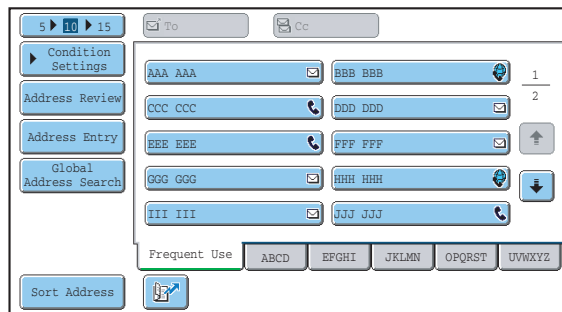 5 10 15
To
Cc
Condition
Settings
Address Review
Address Entry
Global
Address Search
AAA AAA
BBB BBB
CCC CCC
DDD DDD
EEE EEE
FFF FFF
GGG GGG
HHH HHH
III III
JJJ JJJ
1
2
Frequent Use
ABCD
EFGHI
JKLMN
OPQRST
UVWXYZ
Sort Address